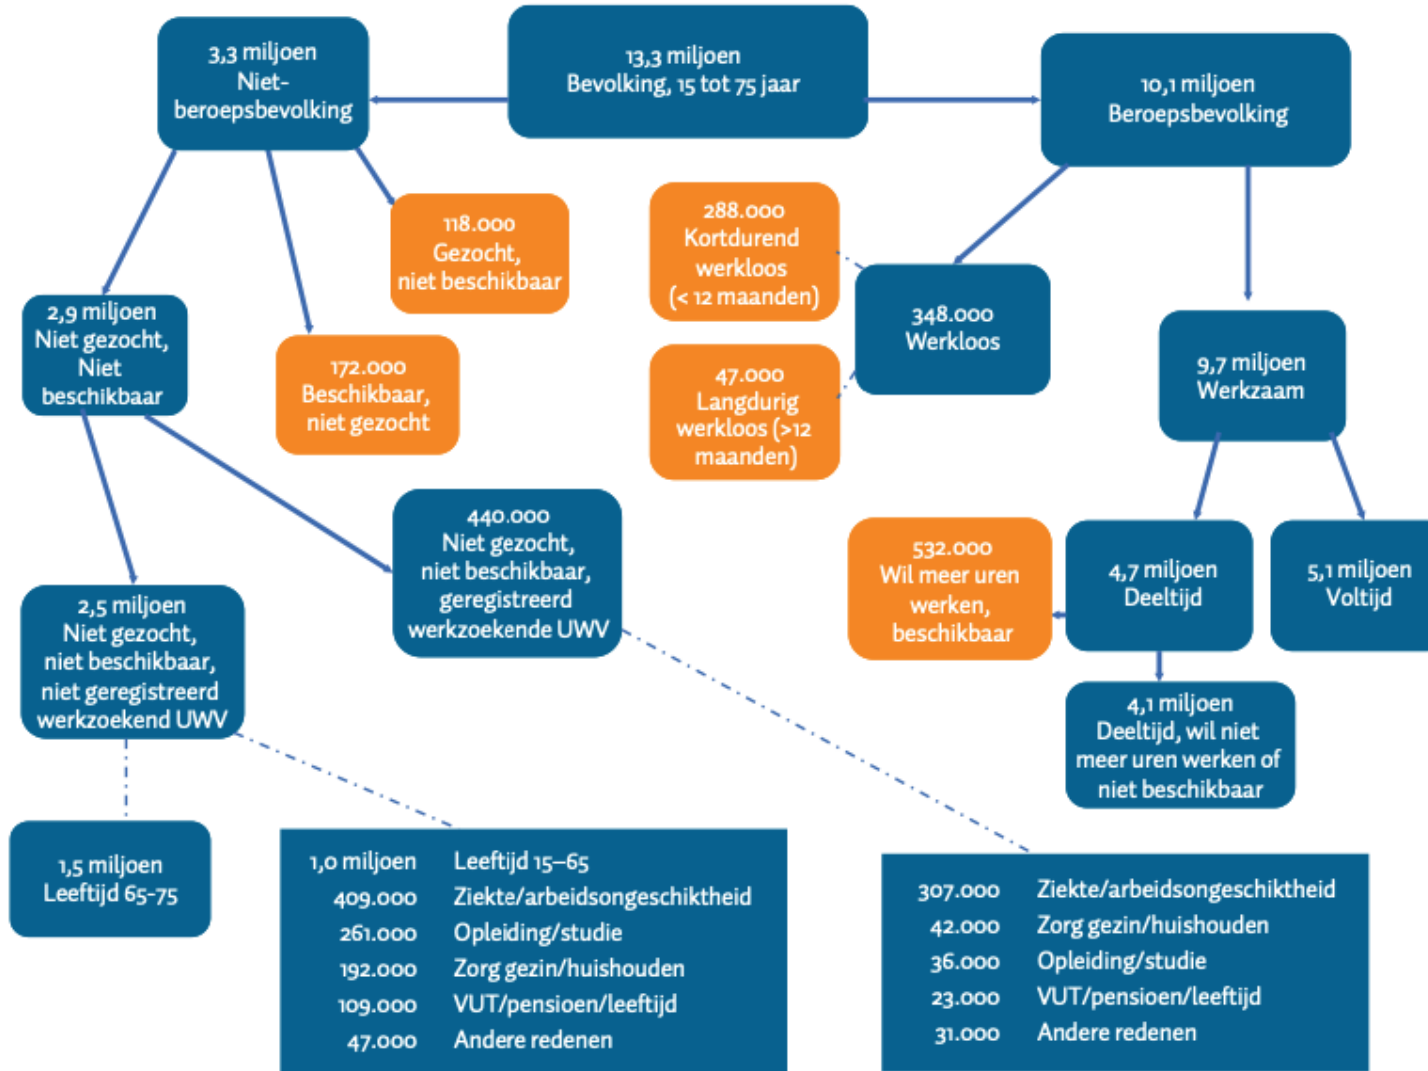 3,3 miljoen
Niet-
beroepsbevolking
13,3 miljoen
Bevolking, 15 tot 75 jaar
10,1 miljoen
Beroepsbevolking
118.000
Gezocht,
niet beschikbaar
288.000
Kortdurend
werkloos
(< 12 maanden)
2,9 miljoen
Niet gezocht,
Niet
beschikbaar
172.000
Beschikbaar,
niet gezocht
47.000
Langdurig
werkloos (>12
maanden)
348.000
Werkloos
9,7 miljoen
Werkzaam
440.000
Niet gezocht,
niet beschikbaar,
geregistreerd
werkzoekende UWV
532.000
Wil meer uren
werken,
beschikbaar
4,7 miljoen
Deeltijd
5,1 miljoen
Voltijd
2,5 miljoen
Niet gezocht,
niet beschikbaar,
niet geregistreerd
werkzoekend UWV
4,1 miljoen
Deeltijd, wil niet
meer uren werken of
niet beschikbaar
1,5 miljoen
Leeftijd 65-75
1,0 miljoen Leeftijd 15–65
409.000 Ziekte/arbeidsongeschiktheid
261.000 Opleiding/studie
192.000 Zorg gezin/huishouden
109.000 VUT/pensioen/leeftijd
47.000 Andere redenen
307.000 Ziekte/arbeidsongeschiktheid
42.000 Zorg gezin/huishouden
36.000 Opleiding/studie
23.000 VUT/pensioen/leeftijd
31.000 Andere redenen